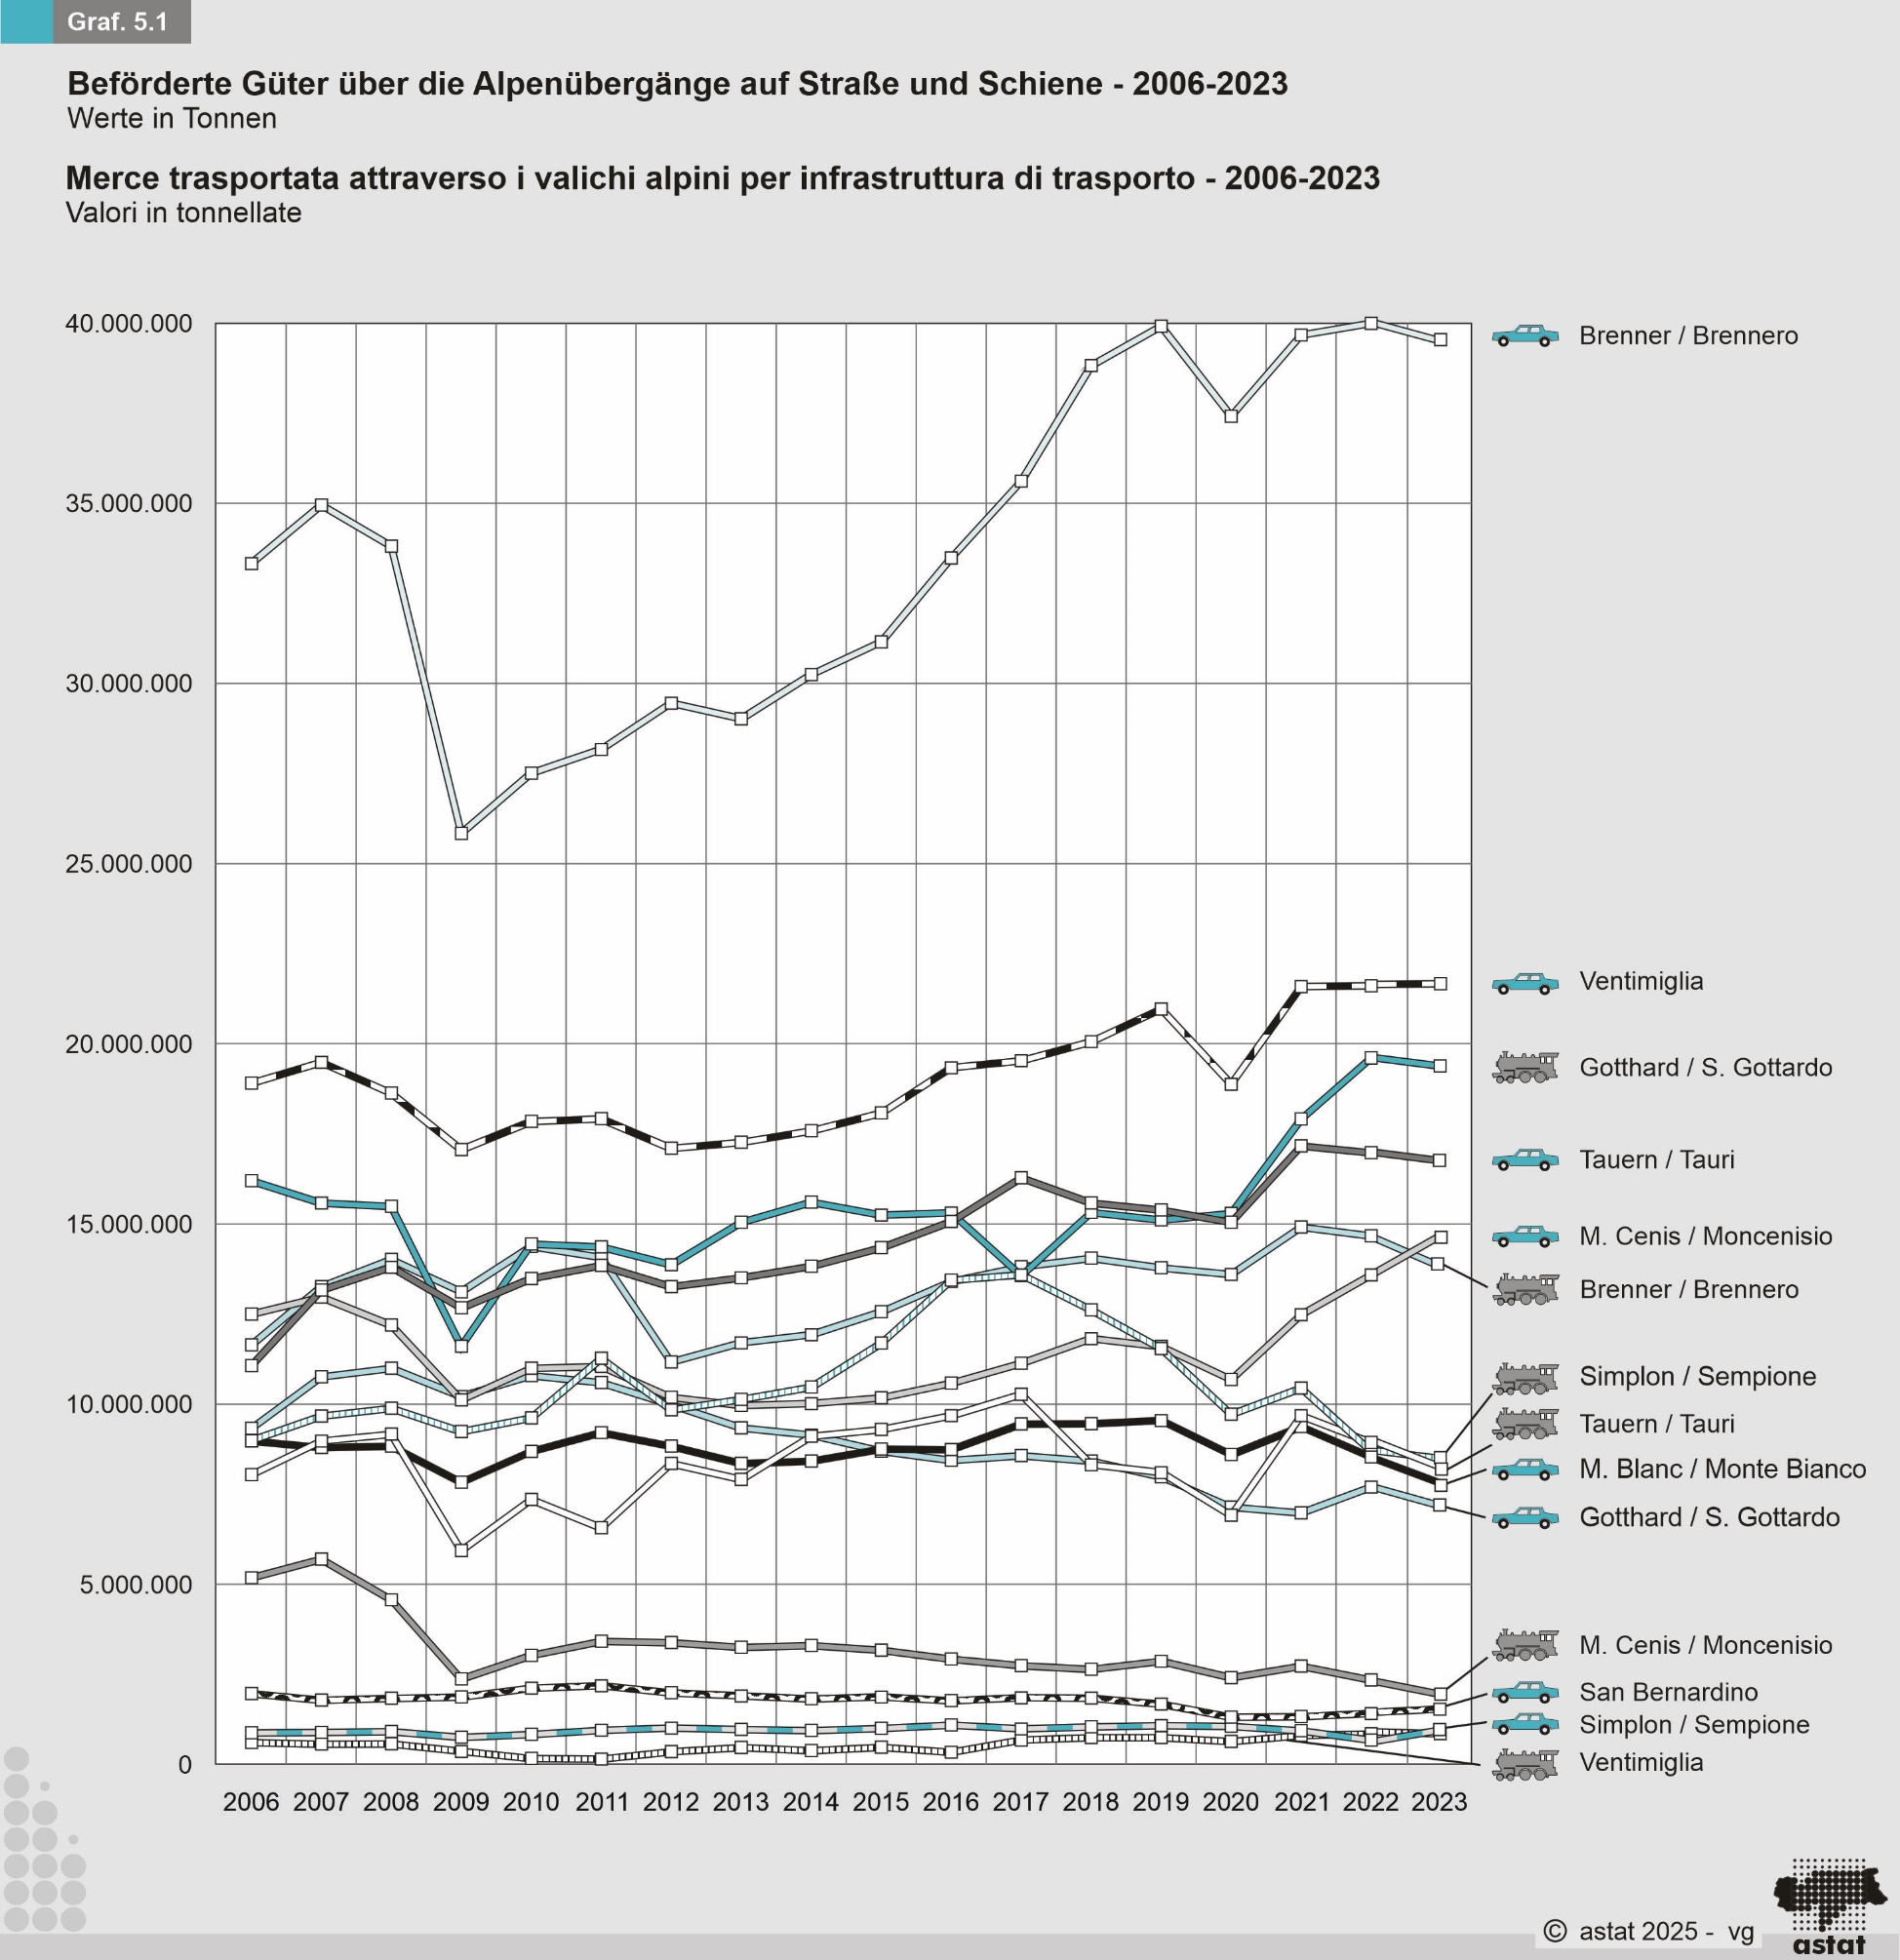 Graf. 5.1
Beförderte Güter über die Alpenübergänge auf Straße und Schiene - 2006-2023
Werte in Tonnen
Merce trasportata attraverso i valichi alpini per infrastruttura di trasporto - 2006-2023
Valori in tonnellate
40.000.000
35.000.000
30.000.000
25.000.000
20.000.000
15.000.000
10.000.000
5.000.000
0
2006 2007 2008 2009 2010 2011 2012 2013 2014 2015 2016 2017 2018 2019 2020 2021 2022 2023
Brenner / Brennero
Ventimiglia
Gotthard / S. Gottardo
Tauern / Tauri
M. Cenis / Moncenisio
Brenner / Brennero
Simplon / Sempione
Tauern / Tauri
M. Blanc / Monte Bianco
Gotthard / S. Gottardo
M. Cenis / Moncenisio
San Bernardino
Simplon / Sempione
Ventimiglia
© astat 2025 - vg
astat